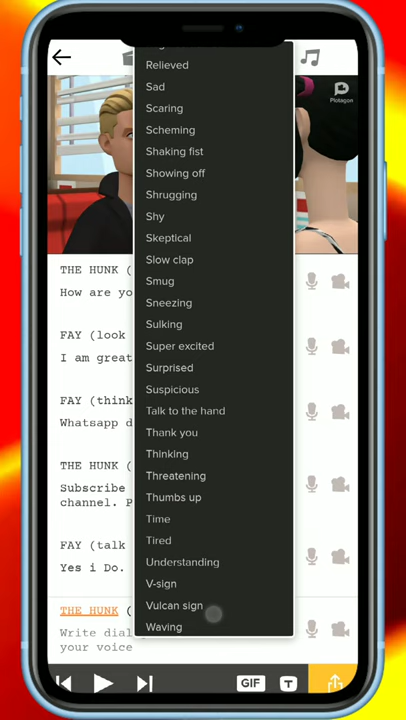 Relieved
Sad
Scaring
Scheming
Shaking fist
Showing off
Shrugging
Shy
Skeptical
Slow clap
Smug
Sneezing
Sulking
Super excited
Surprised
Suspicious
Talk to the hand
Thank you
Thinking
Threatening
Thumbs up
Time
Tired
Understanding
V-sign
Vulcan sign
Waving
Plotagon
THE HUNK (
How are yo
FAY (look
I am great
FAY (think
Whatsapp d
THE HUNK (
Subscribe
channel. P
FAY (talk
Yes i Do.
THE HUNK (
Write dial
your voice
GIF
T